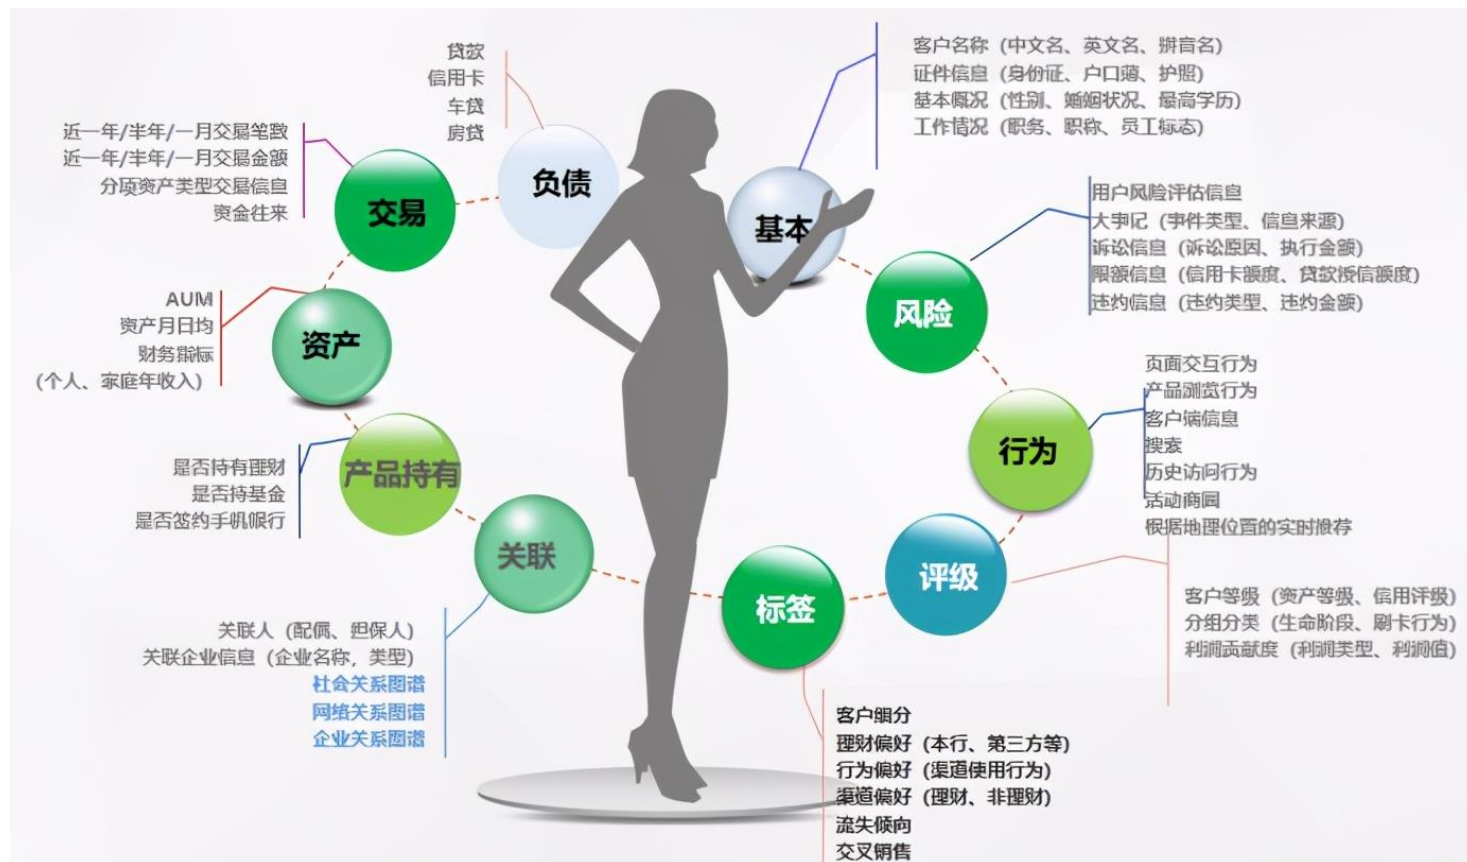 贷款
信用卡
车贷
房贷
负债
近一年/半年/一月交易笔数
近一年/半年/一月交易金额
分项资产类型交易信息
资金往来
交易
AUM
资产月日均
财务指标
（个人、家庭年收入）
资产
是否持有理财
是否持基金
是否签约手机银行
产品持有
关联
关联人（配偶、担保人）
关联企业信息（企业名称，类型）
社会关系图谱
网络关系图谱
企业关系图谱
客户名称（中文名、英文名、拼音名）
证件信息（身份证、户口薄、护照）
基本概况（性别、婚姻状况、最高学历）
工作情况（职务、职称、员工标志）
基本
用户风险评估信息
大事记（事件类型、信息来源）
诉讼信息（诉讼原因、执行金额）
限额信息（信用卡额度、贷款授信额度）
违约信息（违约类型、违约金额）
风险
页面交互行为
产品浏览行为
客户端信息
搜索
历史访问行为
活动商圈
根据地理位置的实时推荐
行为
评级
客户等级（资产等级、信用评级）
分组分类（生命阶段、刷卡行为）
利润贡献度（利润类型、利润值）
标签
客户细分
理财偏好（本行、第三方等）
行为偏好（渠道使用行为）
渠道偏好（理财、非理财）
流失倾向
交叉销售